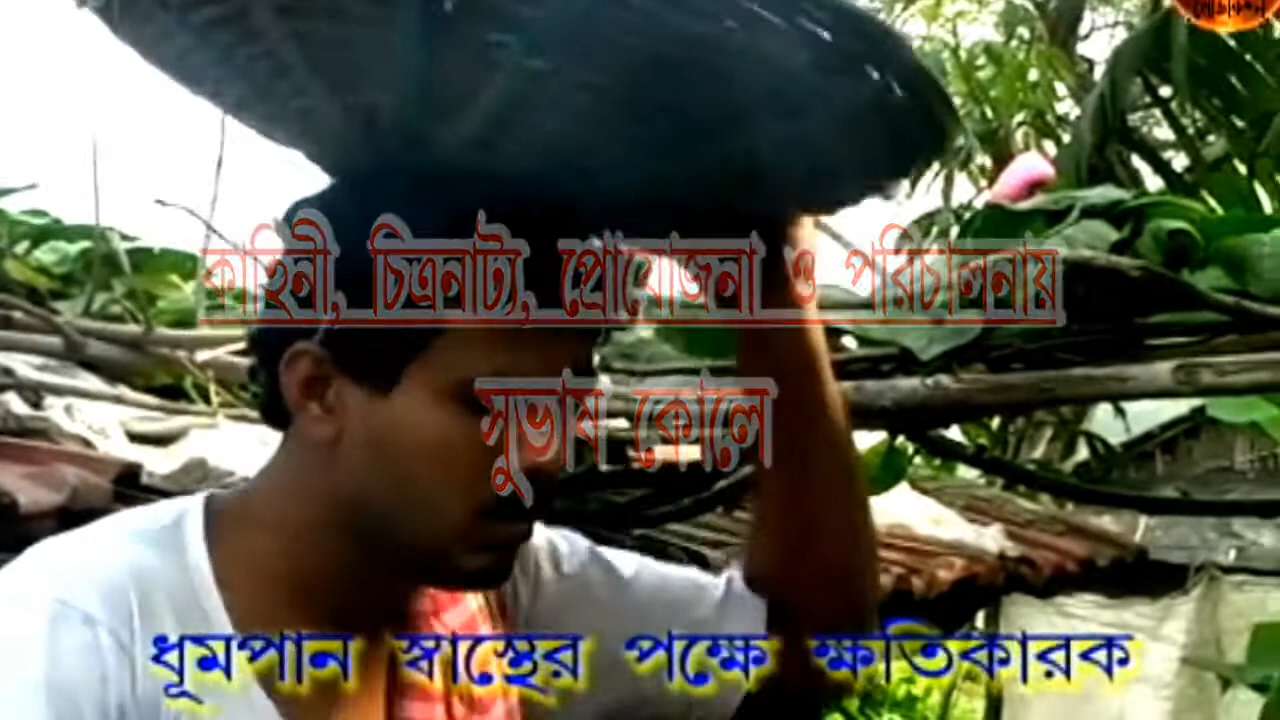 কাহিনী, চিত্রনাট্য, প্রোযোজনা ও পরিচালনায়
সুভাষ কোলে
ধূমপান স্বাস্থের পক্ষে ক্ষতিকারক